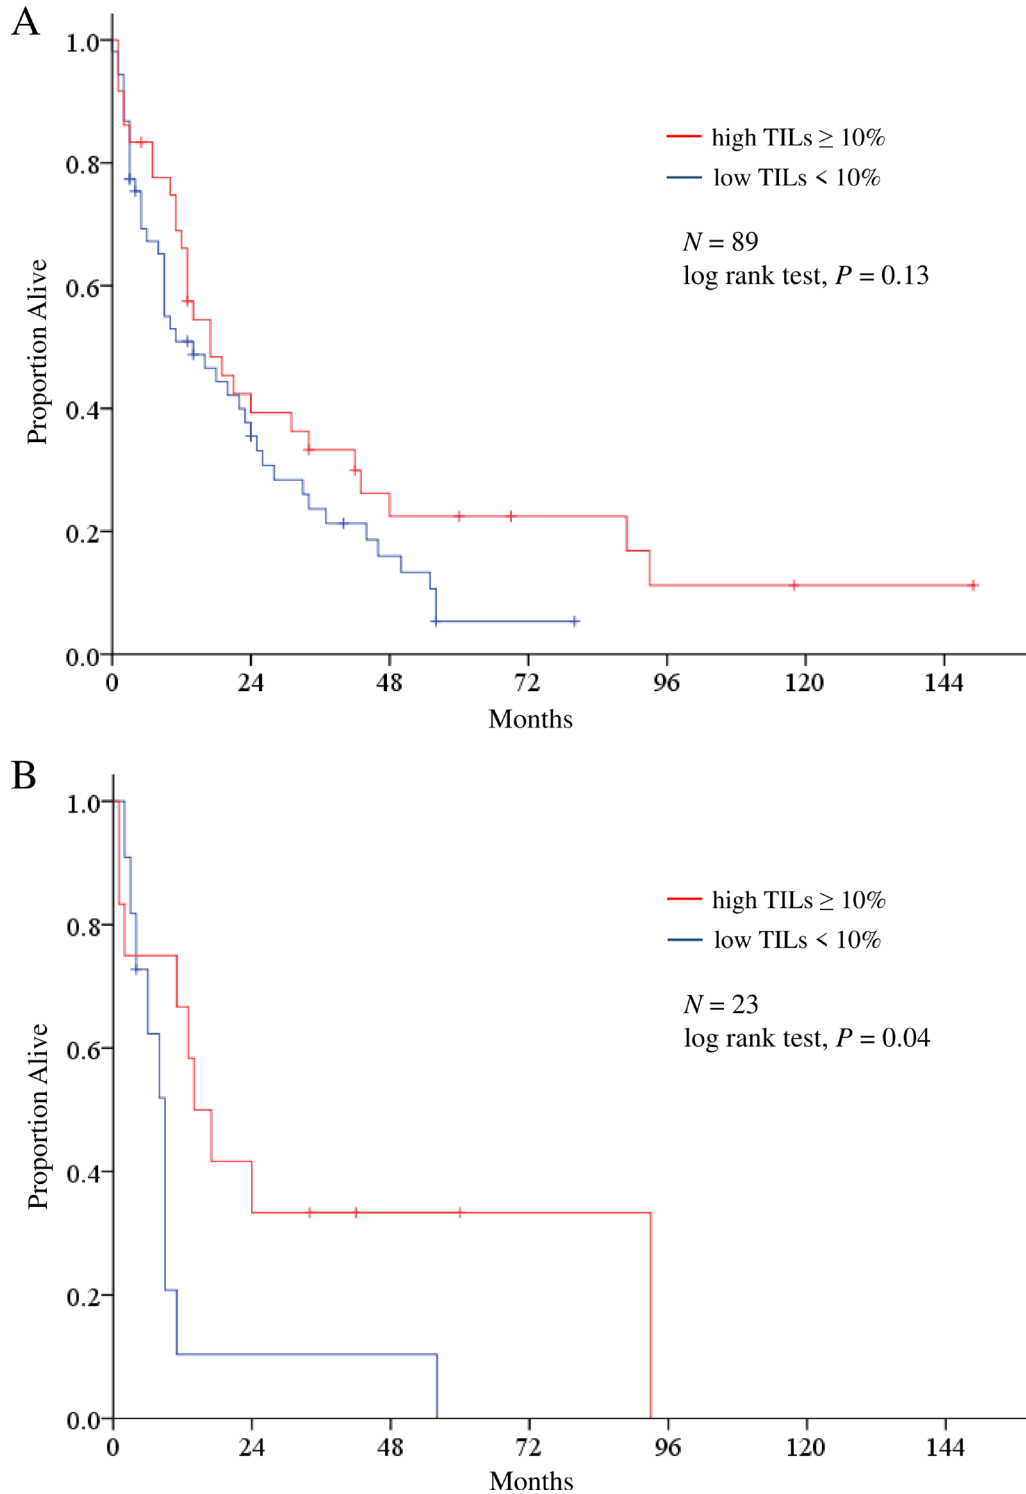 A
1.0
0.8
0.6
0.4
0.2
0.0
Proportion Alive
high TILs ≥ 10%
low TILs < 10%
N = 89
log rank test, P = 0.13
0 24 48 72 96 120 144
Months
B
1.0
0.8
0.6
0.4
0.2
0.0
Proportion Alive
high TILs ≥ 10%
low TILs < 10%
N = 23
log rank test, P = 0.04
0 24 48 72 96 120 144
Months